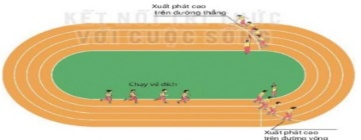 Xuất phát cao
trên đường thẳng
KẾT NỐI TRI THỨC
VỚI CUỘC SỐNG
Chạy về đích
Xuất phát cao
trên đường vòng